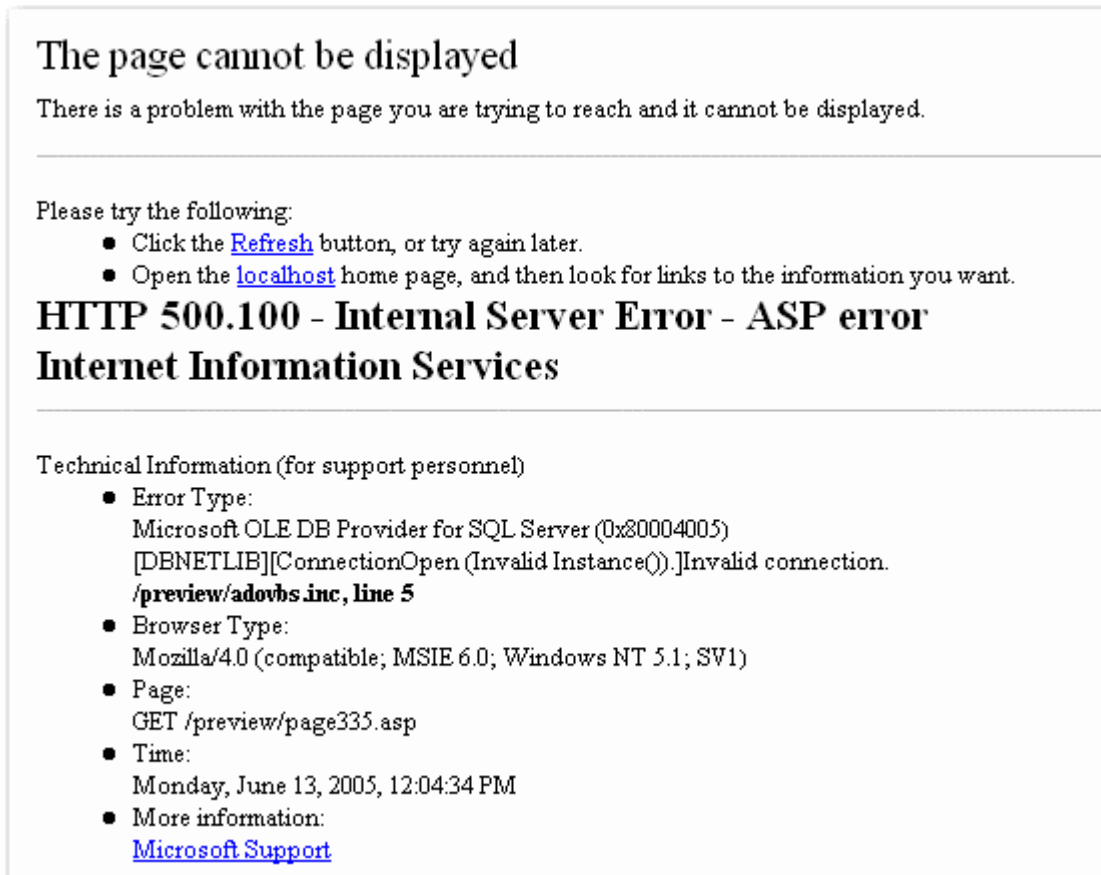 The page cannot be displayed
There is a problem with the page you are trying to reach and it cannot be displayed.
Please try the following:
● Click the Refresh button, or try again later.
● Open the localhost home page, and then look for links to the information you want.
HTTP 500.100 - Internal Server Error - ASP error
Internet Information Services
Technical Information (for support personnel)
● Error Type:
Microsoft OLE DB Provider for SQL Server (0x80004005)
[DBNETLIB][ConnectionOpen (Invalid Instance()).]Invalid connection.
/preview/adovbs.inc, line 5
● Browser Type:
Mozilla/4.0 (compatible; MSIE 6.0; Windows NT 5.1; SV1)
● Page:
GET /preview/page335.asp
● Time:
Monday, June 13, 2005, 12:04:34 PM
● More information:
Microsoft Support